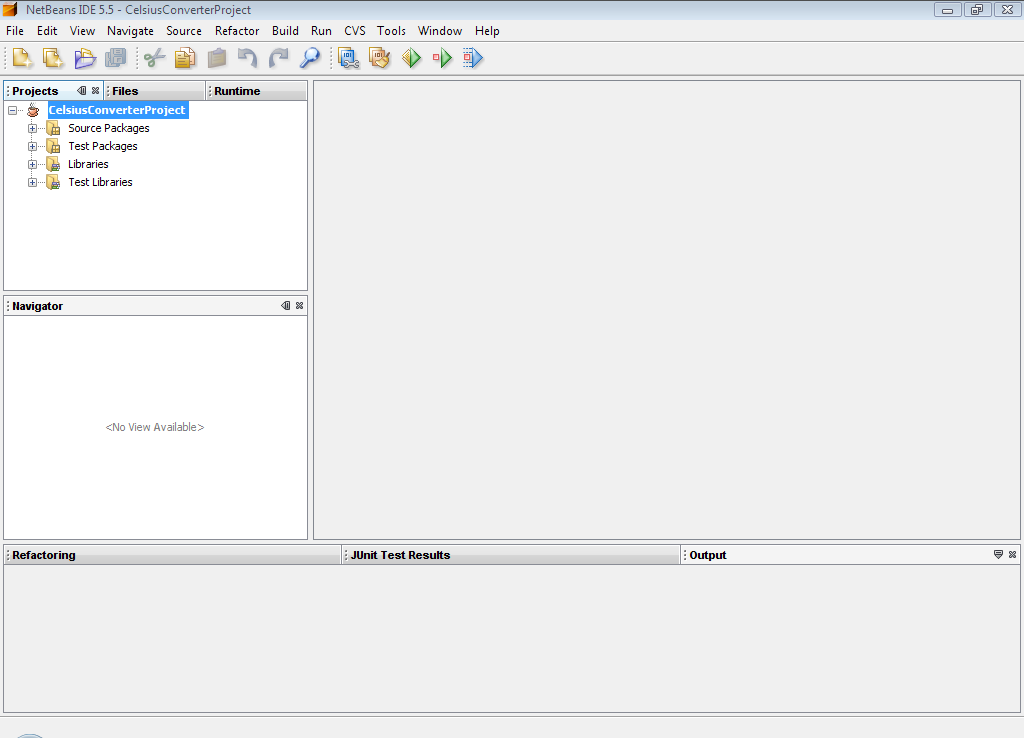 NetBeans IDE 5.5 - CelsiusConverterProject
File Edit View Navigate Source Refactor Build Run CVS Tools Window Help
Projects Files Runtime
CelsiusConverterProject
Source Packages
Test Packages
Libraries
Test Libraries
Navigator
<No View Available>
Refactoring JUnit Test Results Output